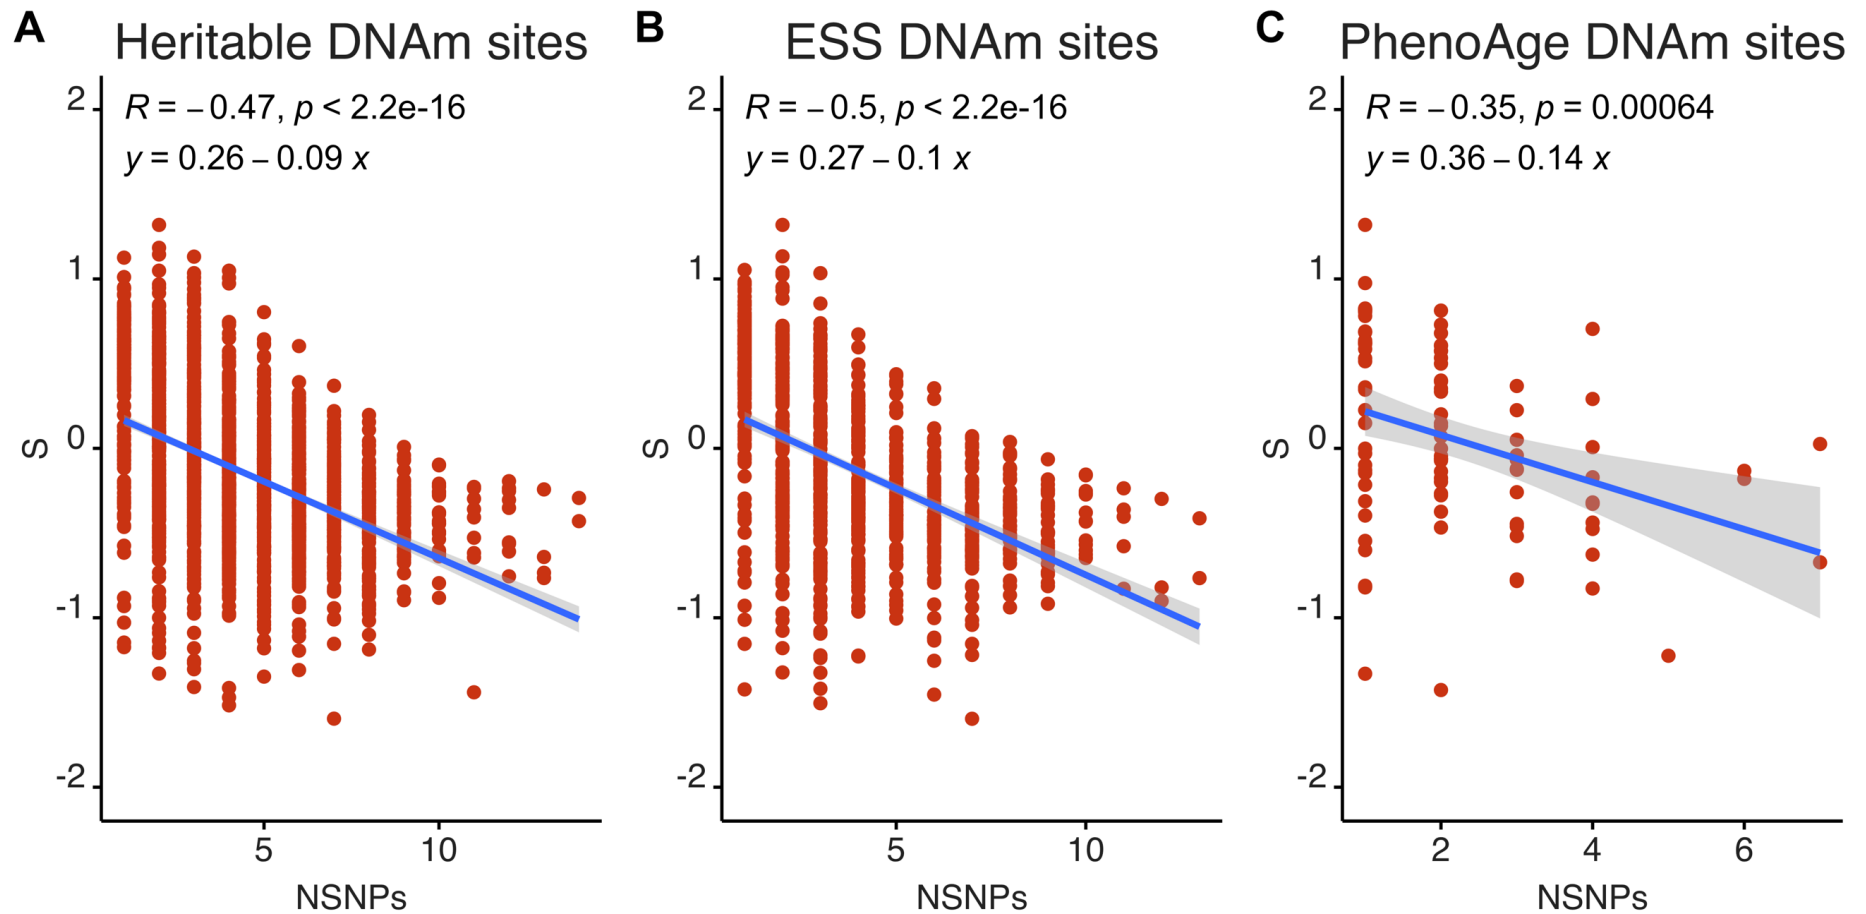 A Heritable DNAm sites
R = – 0.47, p < 2.2e-16
y = 0.26 – 0.09 x
2
1
0
-1
-2
S
5 10
NSNPs
B ESS DNAm sites
R = – 0.5, p < 2.2e-16
y = 0.27 – 0.1 x
2
1
0
-1
-2
S
5 10
NSNPs
C PhenoAge DNAm sites
R = – 0.35, p = 0.00064
y = 0.36 – 0.14 x
2
1
0
-1
-2
S
2 4 6
NSNPs